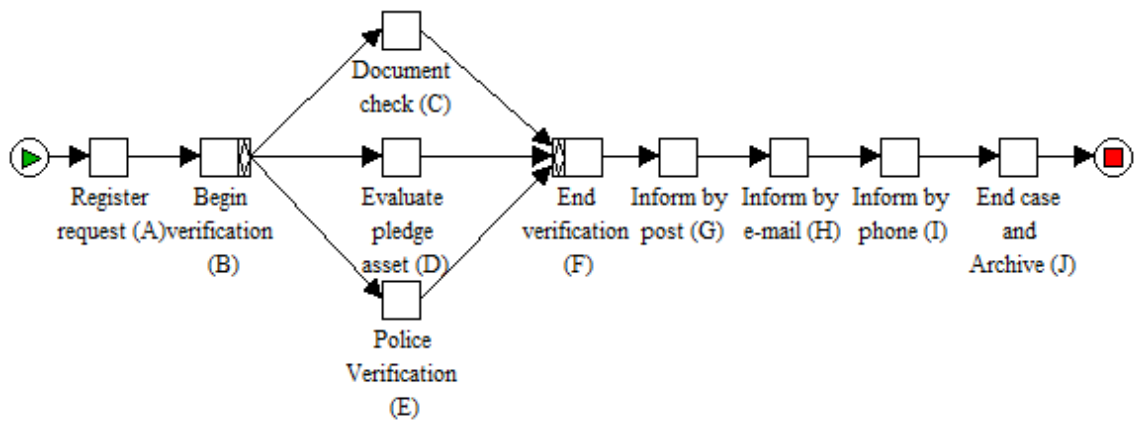 Document
check (C)
Register
request (A)
Begin
verification
(B)
Evaluate
pledge
asset (D)
End
verification
(F)
Inform by
post (G)
Inform by
e-mail (H)
Inform by
phone (I)
End case
and
Archive (J)
Police
Verification
(E)